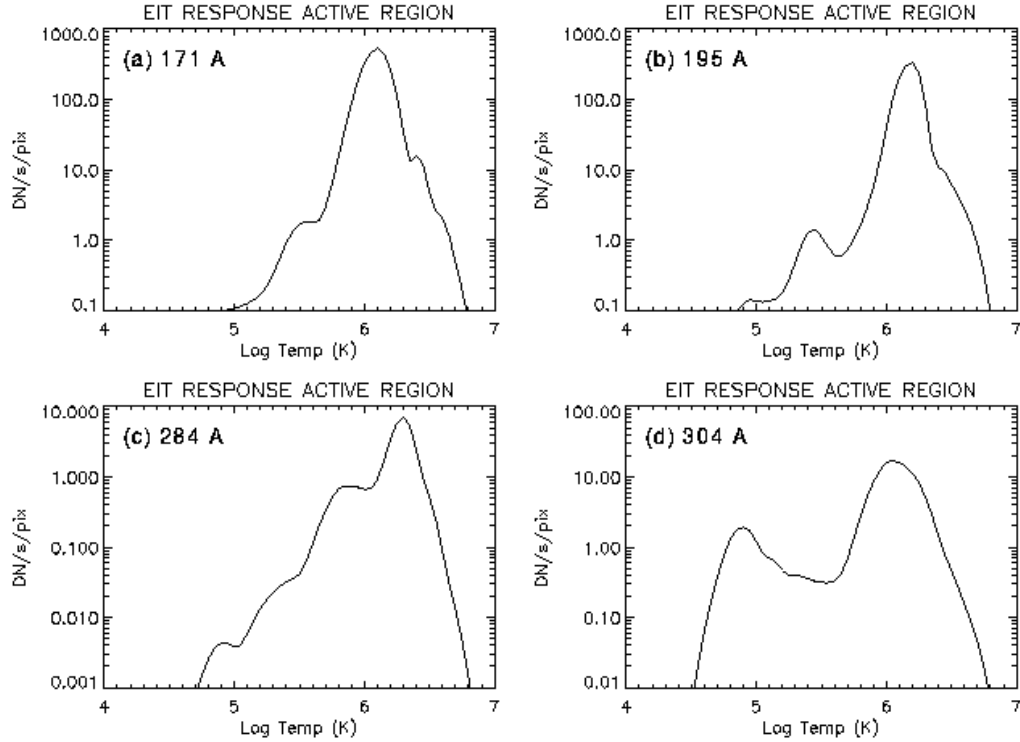 EIT RESPONSE ACTIVE REGION
(a) 171 A
1000.0
100.0
10.0
1.0
0.1
DN/s/pix
4 5 6 7
Log Temp (K)
EIT RESPONSE ACTIVE REGION
(b) 195 A
1000.0
100.0
10.0
1.0
0.1
DN/s/pix
4 5 6 7
Log Temp (K)
EIT RESPONSE ACTIVE REGION
(c) 284 A
10.000
1.000
0.100
0.010
0.001
DN/s/pix
4 5 6 7
Log Temp (K)
EIT RESPONSE ACTIVE REGION
(d) 304 A
100.00
10.00
1.00
0.10
0.01
DN/s/pix
4 5 6 7
Log Temp (K)